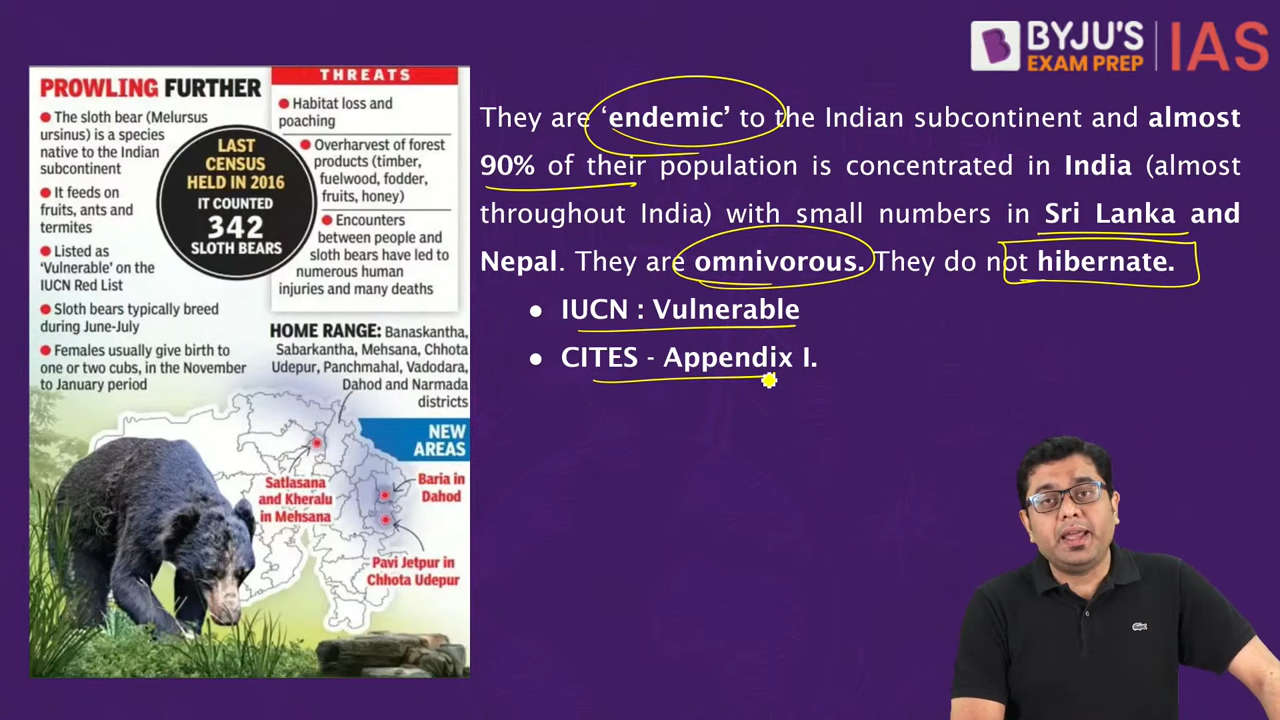 BYJU'S
EXAM PREP
IAS
PROWLING FURTHER
● The sloth bear (Melursus
ursinus) is a species
native to the Indian
subcontinent
● It feeds on
fruits, ants and
termites
● Listed as
'Vulnerable' on the
IUCN Red List
● Sloth bears typically breed
during June-July
● Females usually give birth to
one or two cubs, in the November
to January period
LAST
CENSUS
HELD IN 2016
IT COUNTED
342
SLOTH BEARS
THREATS
● Habitat loss and
poaching
● Overharvest of forest
products (timber,
fuelwood, fodder,
fruits, honey)
● Encounters
between people and
sloth bears have led to
numerous human
injuries and many deaths
HOME RANGE: Banaskantha,
Sabarkantha, Mehsana, Chhota
Udepur, Panchmahal, Vadodara,
Dahod and Narmada
districts
NEW
AREAS
Satlasana
and Kheralu
in Mehsana
Baria in
Dahod
Pavi Jetpur in
Chhota Udepur
They are 'endemic' to the Indian subcontinent and almost
90% of their population is concentrated in India (almost
throughout India) with small numbers in Sri Lanka and
Nepal. They are omnivorous. They do not hibernate.
● IUCN : Vulnerable
● CITES - Appendix I.